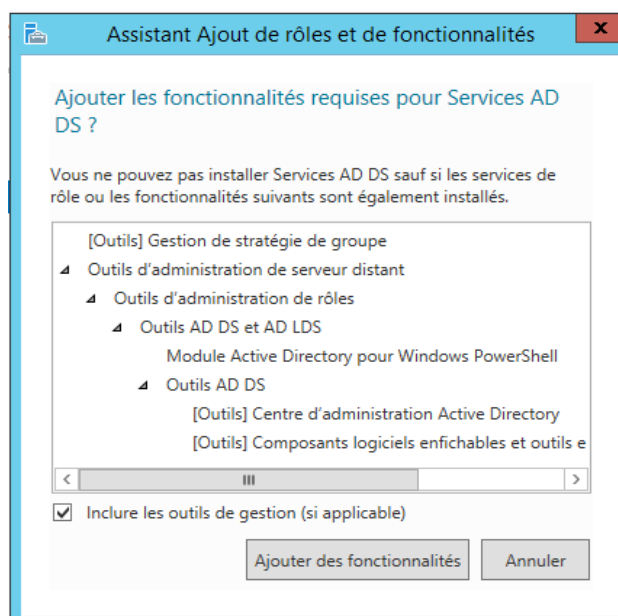 Assistant Ajout de rôles et de fonctionnalités
x
Ajouter les fonctionnalités requises pour Services AD
DS ?
Vous ne pouvez pas installer Services AD DS sauf si les services de
rôle ou les fonctionnalités suivants sont également installés.
[Outils] Gestion de stratégie de groupe
Outils d'administration de serveur distant
Outils d'administration de rôles
Outils AD DS et AD LDS
Module Active Directory pour Windows PowerShell
Outils AD DS
[Outils] Centre d'administration Active Directory
[Outils] Composants logiciels enfichables et outils e
Inclure les outils de gestion (si applicable)
Ajouter des fonctionnalités
Annuler